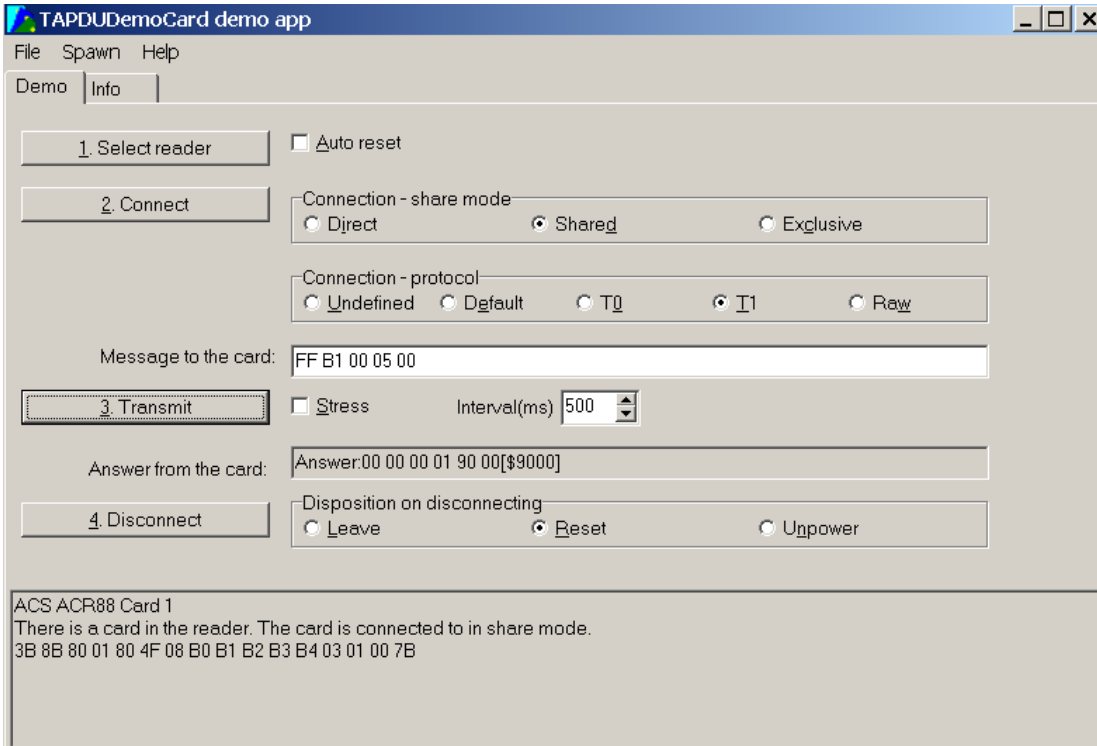 TAPDUDemoCard demo app
File Spawn Help
Demo Info
1. Select reader Auto reset
2. Connect Connection - share mode
Direct Shared Exclusive
Connection - protocol
Undefined Default T0 T1 Raw
Message to the card: FF B1 00 05 00
3. Transmit Stress Interval(ms) 500
Answer from the card: Answer:00 00 00 01 90 00[$9000]
4. Disconnect Disposition on disconnecting
Leave Reset Unpower
ACS ACR88 Card 1
There is a card in the reader. The card is connected to in share mode.
3B 8B 80 01 80 4F 08 B0 B1 B2 B3 B4 03 01 00 7B